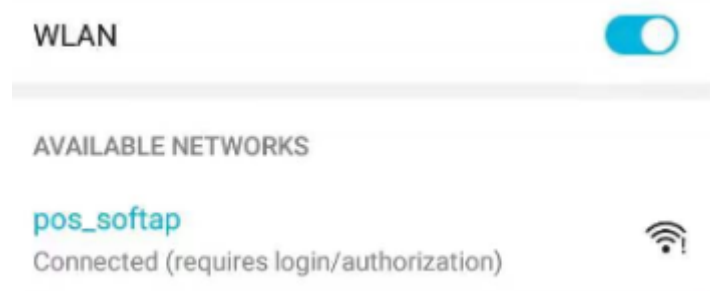 WLAN
AVAILABLE NETWORKS
pos_softap
Connected (requires login/authorization)